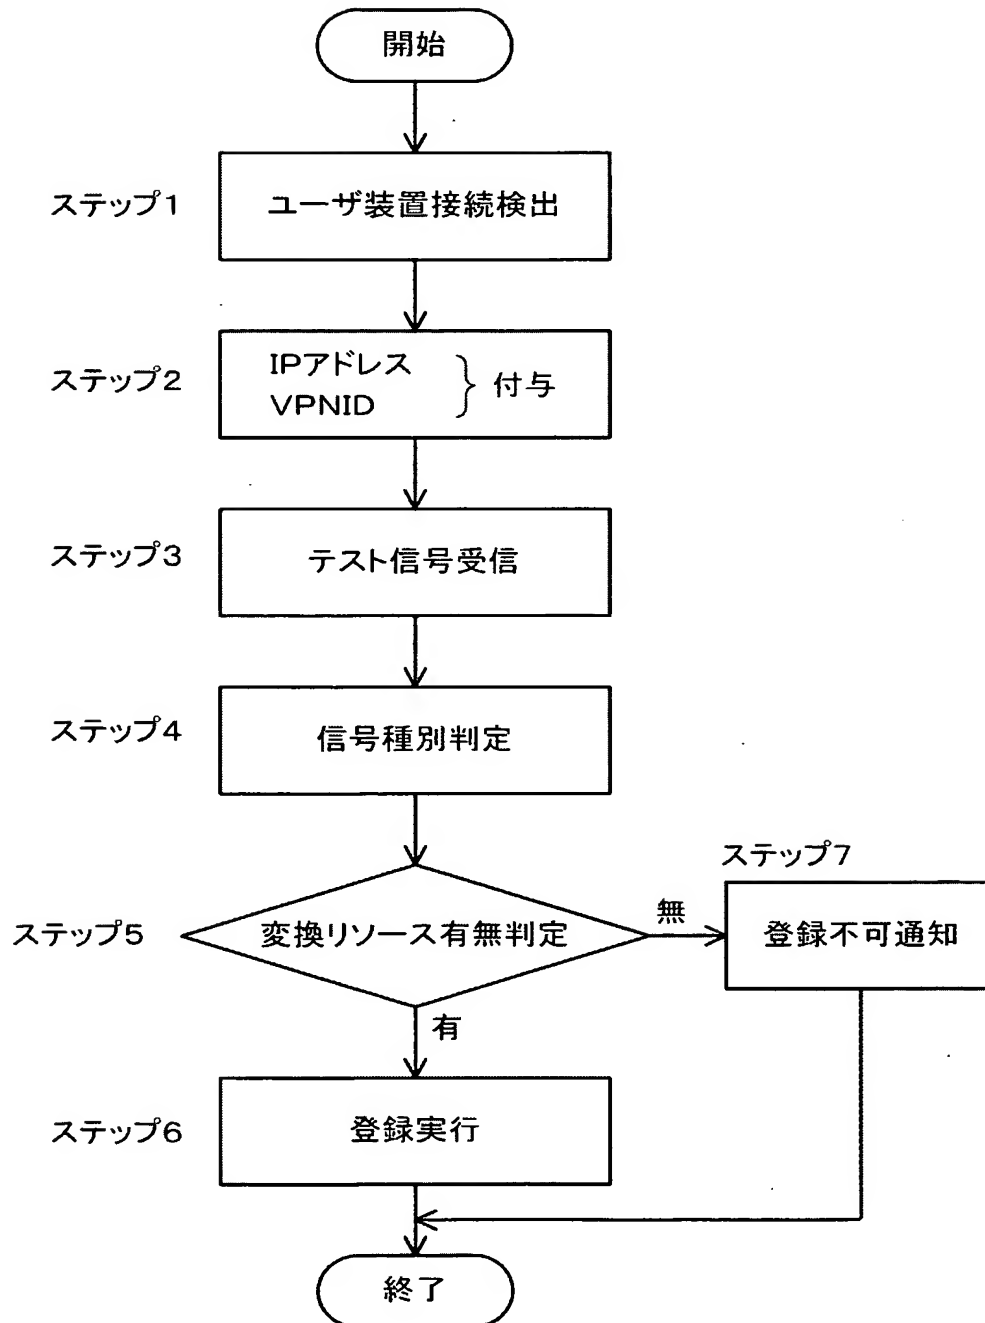 開始
ステップ1
ユーザ装置接続検出
ステップ2
IPアドレス
VPNID
付与
ステップ3
テスト信号受信
ステップ4
信号種別判定
ステップ5
変換リソース有無判定
無
ステップ7
登録不可通知
有
ステップ6
登録実行
終了